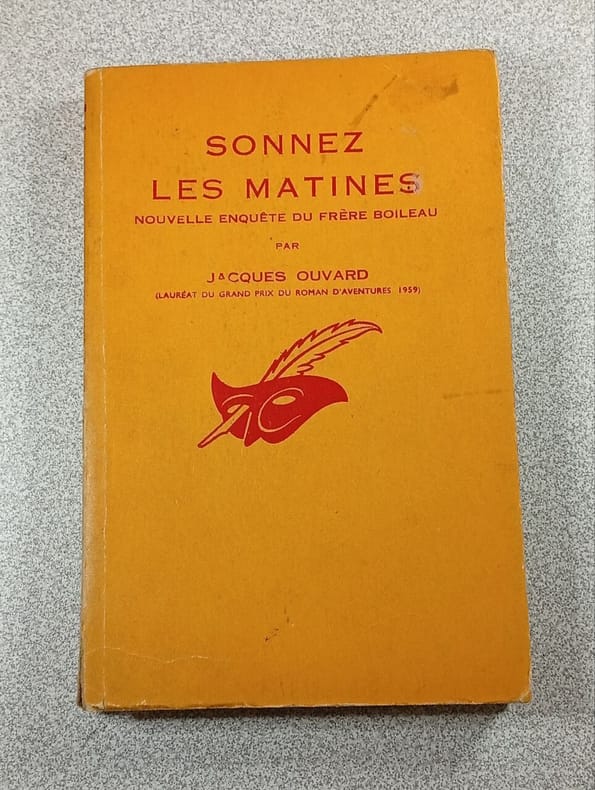 SONNEZ
LES MATINES
NOUVELLE ENQUÊTE DU FRÈRE BOILEAU
PAR
JACQUES OUVARD
(LAURÉAT DU GRAND PRIX DU ROMAN D'AVENTURES 1959)